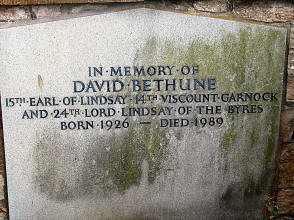 IN·MEMORY·OF
DAVID·BETHUNE
15TH·EARL·OF·LINDSAY·14TH·VISCOUNT·GARNOCK
AND·24TH·LORD·LINDSAY·OF·THE·BYRES
BORN·1926 — DIED·1989